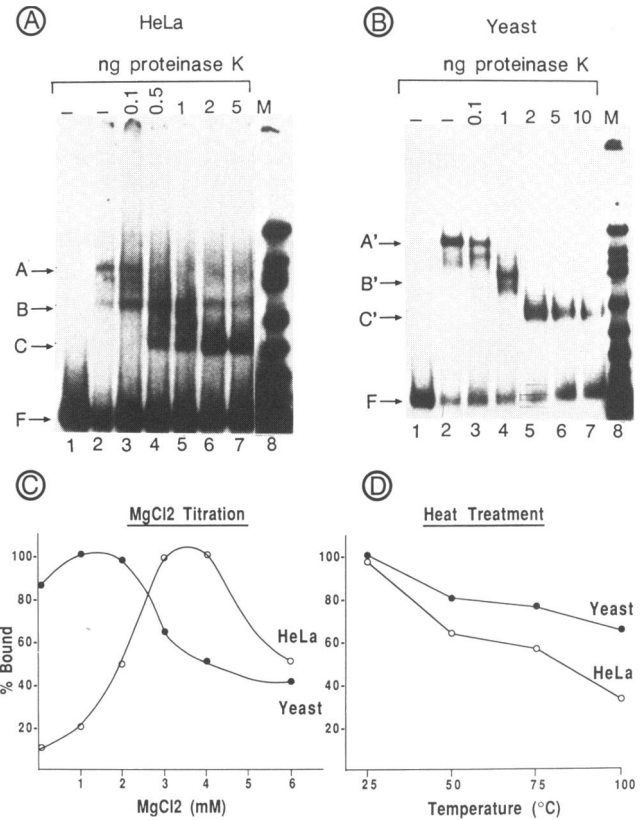 A HeLa
ng proteinase K
– – 0.1 0.5 1 2 5 M
A
B
C
F
1 2 3 4 5 6 7 8
B Yeast
ng proteinase K
– – 0.1 1 2 5 10 M
A'
B'
C'
F
1 2 3 4 5 6 7 8
C
MgCl2 Titration
100
80
60
40
20
% Bound
HeLa
Yeast
1 2 3 4 5 6
MgCl2 (mM)
D
Heat Treatment
100
80
60
40
20
Yeast
HeLa
25 50 75 100
Temperature (°C)